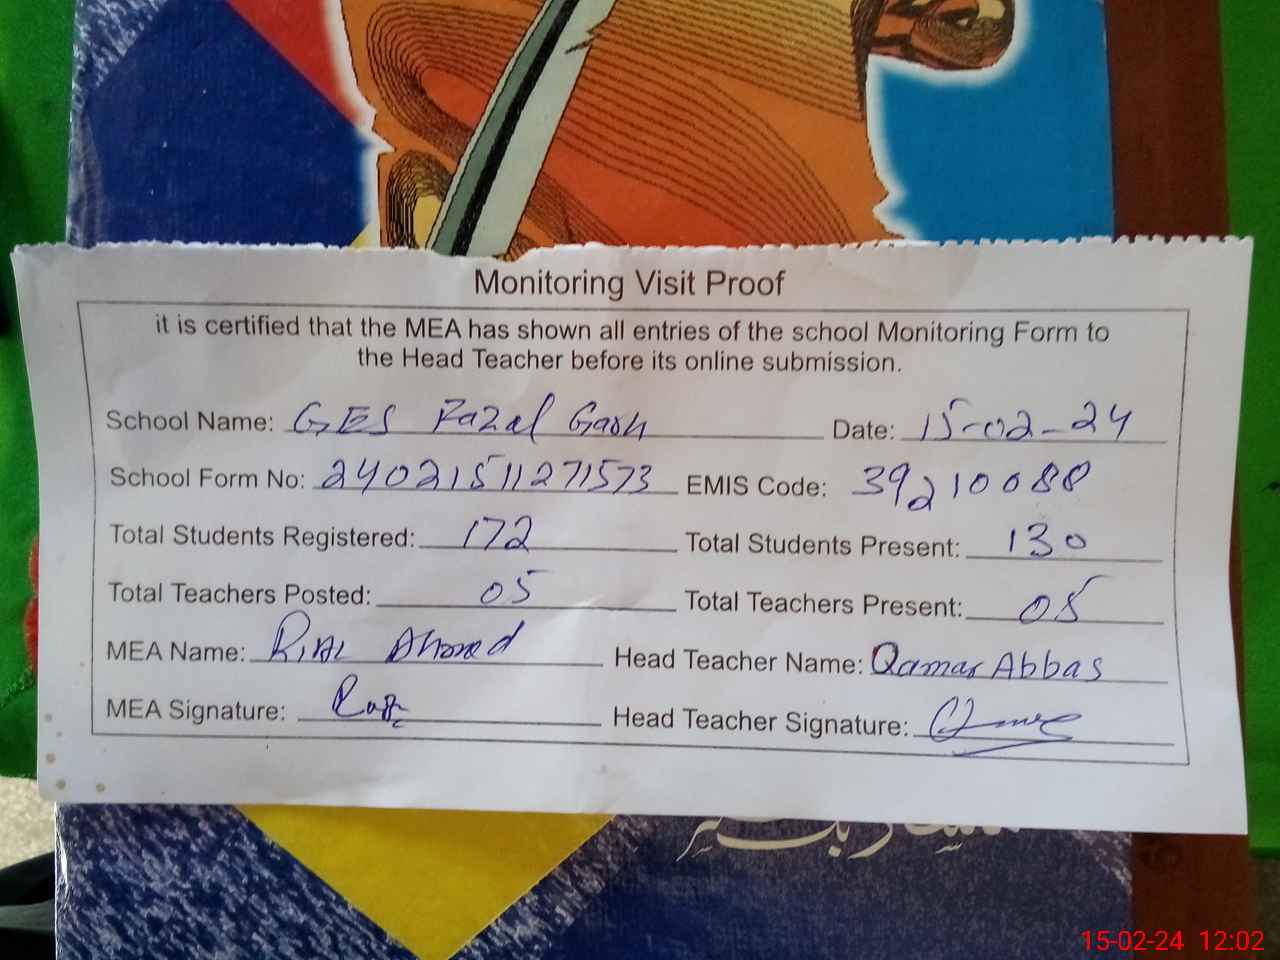 Monitoring Visit Proof
it is certified that the MEA has shown all entries of the school Monitoring Form to
the Head Teacher before its online submission.
School Name: GES Fazal Gaoh Date: 15-02-24
School Form No: 24021511271573 EMIS Code: 39210088
Total Students Registered: 172 Total Students Present: 130
Total Teachers Posted: 05 Total Teachers Present: 05
MEA Name: Ahmed Head Teacher Name: Qamar Abbas
MEA Signature: Head Teacher Signature:
15-02-24 12:02